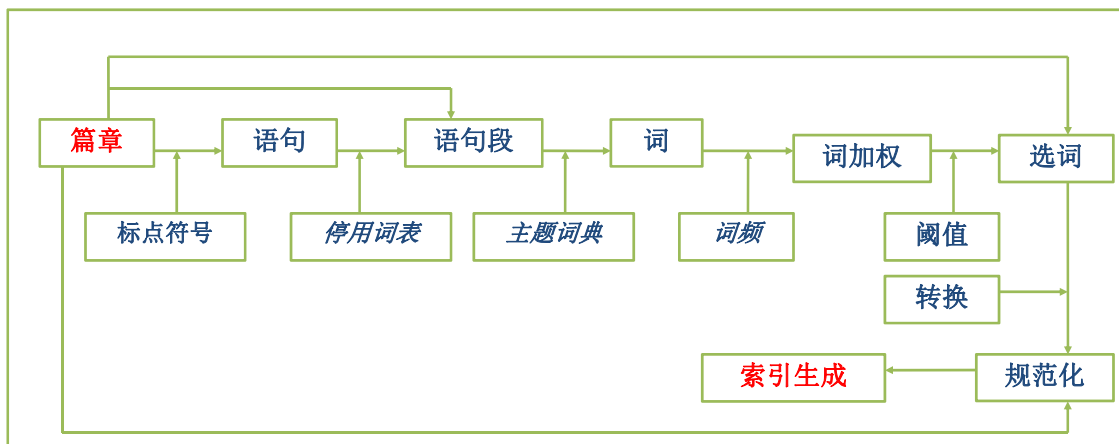 篇章
语句
语句段
词
词加权
选词
标点符号
停用词表
主题词典
词频
阈值
转换
索引生成
规范化